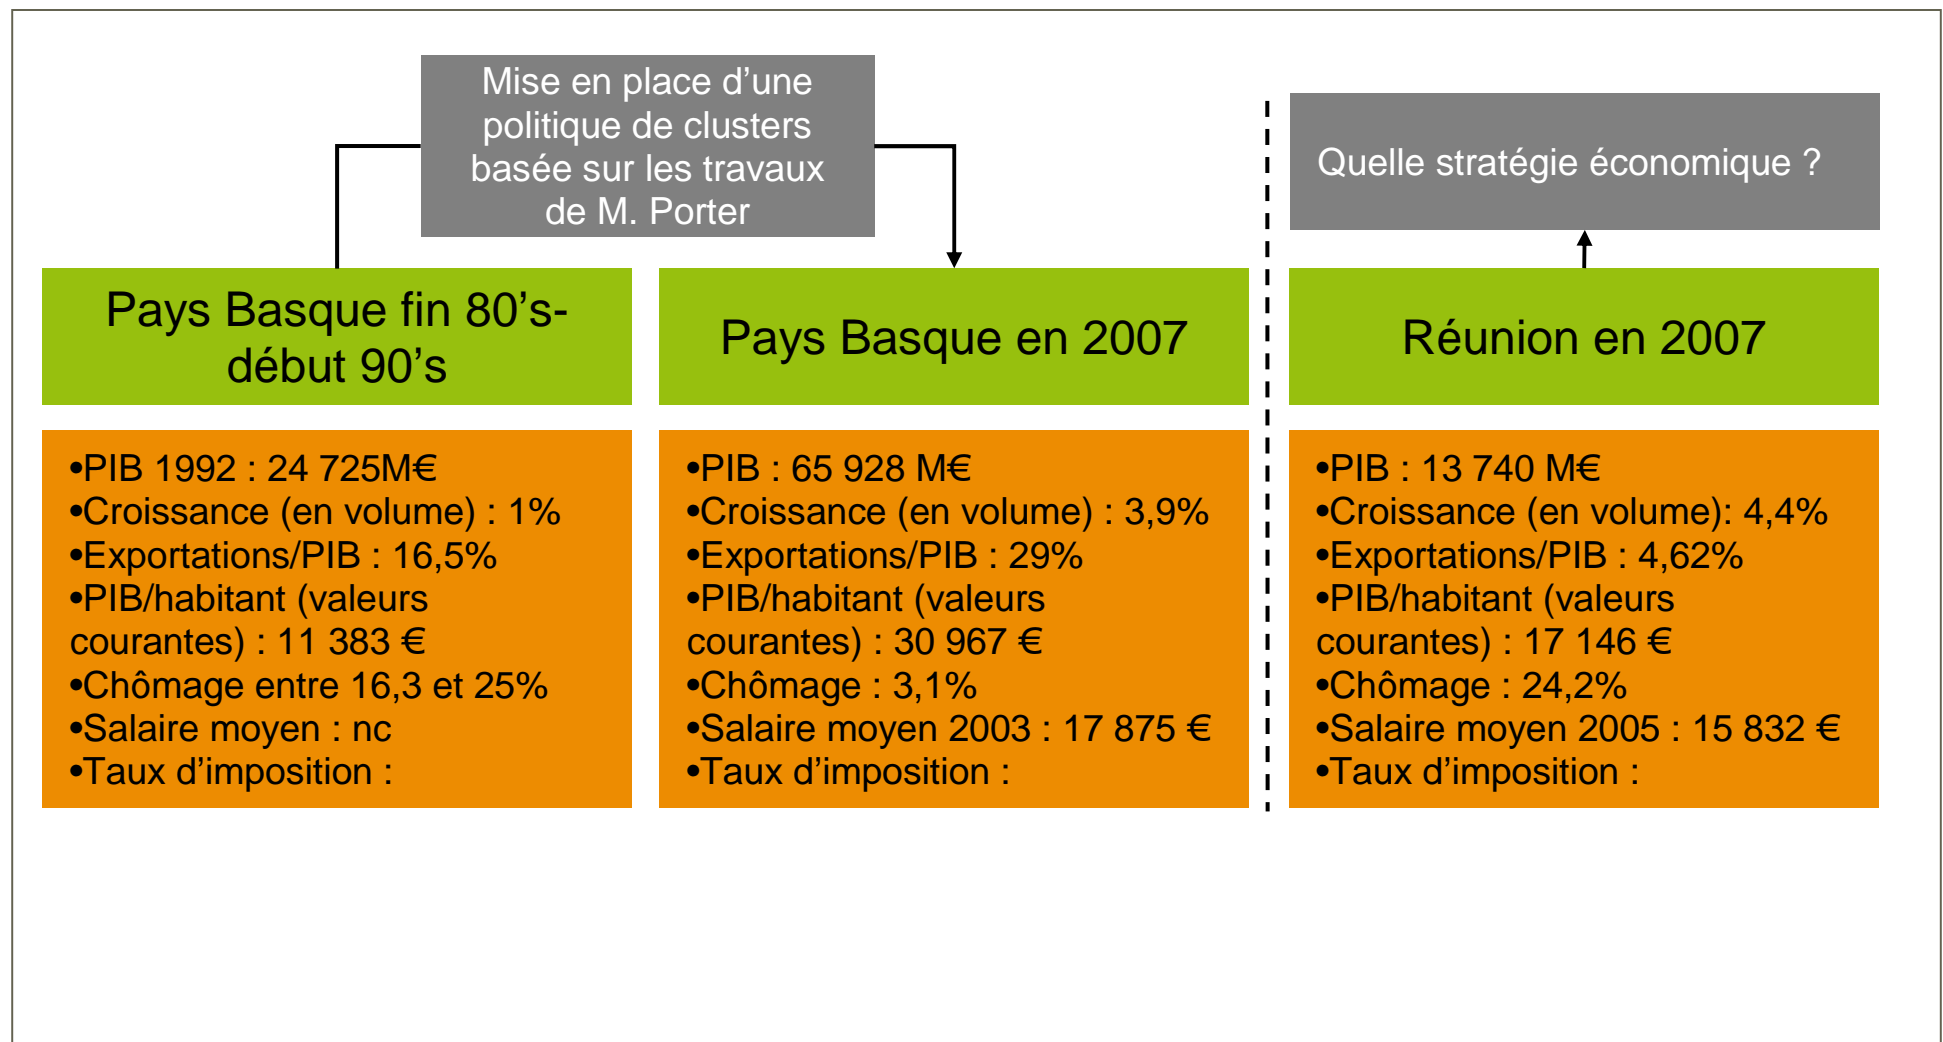 Mise en place d’une
politique de clusters
basée sur les travaux
de M. Porter
Quelle stratégie économique ?
Pays Basque fin 80’s-
début 90’s
Pays Basque en 2007
Réunion en 2007
•PIB 1992 : 24 725M€
•Croissance (en volume) : 1%
•Exportations/PIB : 16,5%
•PIB/habitant (valeurs
courantes) : 11 383 €
•Chômage entre 16,3 et 25%
•Salaire moyen : nc
•Taux d’imposition :
•PIB : 65 928 M€
•Croissance (en volume) : 3,9%
•Exportations/PIB : 29%
•PIB/habitant (valeurs
courantes) : 30 967 €
•Chômage : 3,1%
•Salaire moyen 2003 : 17 875 €
•Taux d’imposition :
•PIB : 13 740 M€
•Croissance (en volume): 4,4%
•Exportations/PIB : 4,62%
•PIB/habitant (valeurs
courantes) : 17 146 €
•Chômage : 24,2%
•Salaire moyen 2005 : 15 832 €
•Taux d’imposition :